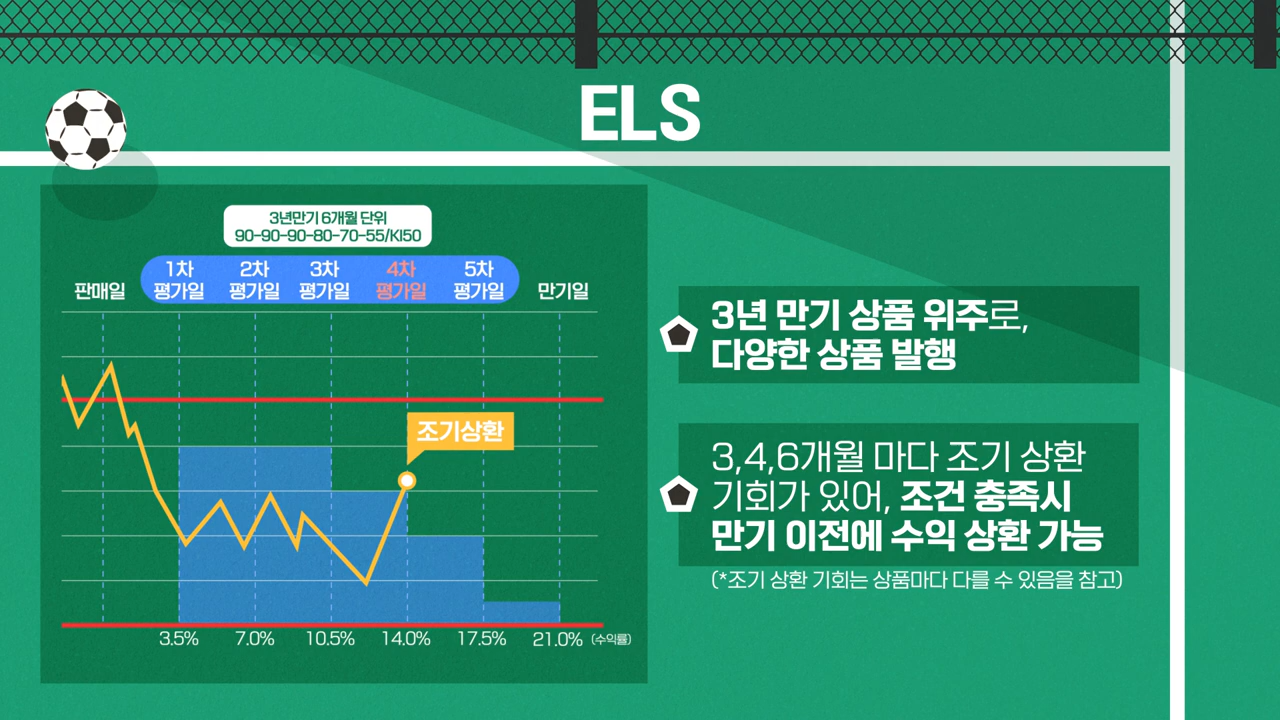 ELS
3년만기 6개월 단위
90-90-90-80-70-55/KI50
판매일
1차
평가일
2차
평가일
3차
평가일
4차
평가일
5차
평가일
만기일
조기상환
3.5% 7.0% 10.5% 14.0% 17.5% 21.0% (수익률)
3년 만기 상품 위주로,
다양한 상품 발행
3,4,6개월 마다 조기 상환
기회가 있어, 조건 충족시
만기 이전에 수익 상환 가능
(*조기 상환 기회는 상품마다 다를 수 있음을 참고)